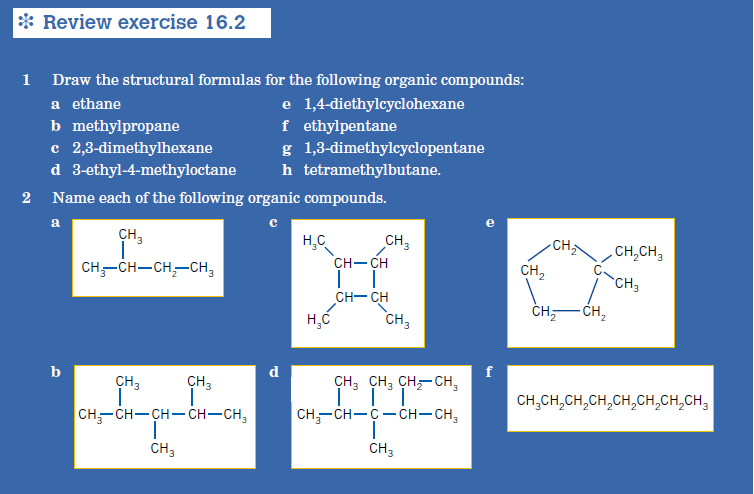 ❇ Review exercise 16.2
1 Draw the structural formulas for the following organic compounds:
a ethane
b methylpropane
c 2,3-dimethylhexane
d 3-ethyl-4-methyloctane
e 1,4-diethylcyclohexane
f ethylpentane
g 1,3-dimethylcyclopentane
h tetramethylbutane.
2 Name each of the following organic compounds.
a
CH₃
CH₃—CH—CH₂—CH₃
c
H₃C CH₃
CH—CH
CH—CH
H₃C CH₃
e
CH₂ CH₂CH₃
CH₂ C CH₃
CH₂—CH₂
b
CH₃ CH₃
CH₃—CH—CH—CH—CH₃
CH₃
d
CH₃ CH₃ CH₂—CH₃
CH₃—CH—C—CH—CH₃
CH₃
f
CH₃CH₂CH₂CH₂CH₂CH₂CH₂CH₃